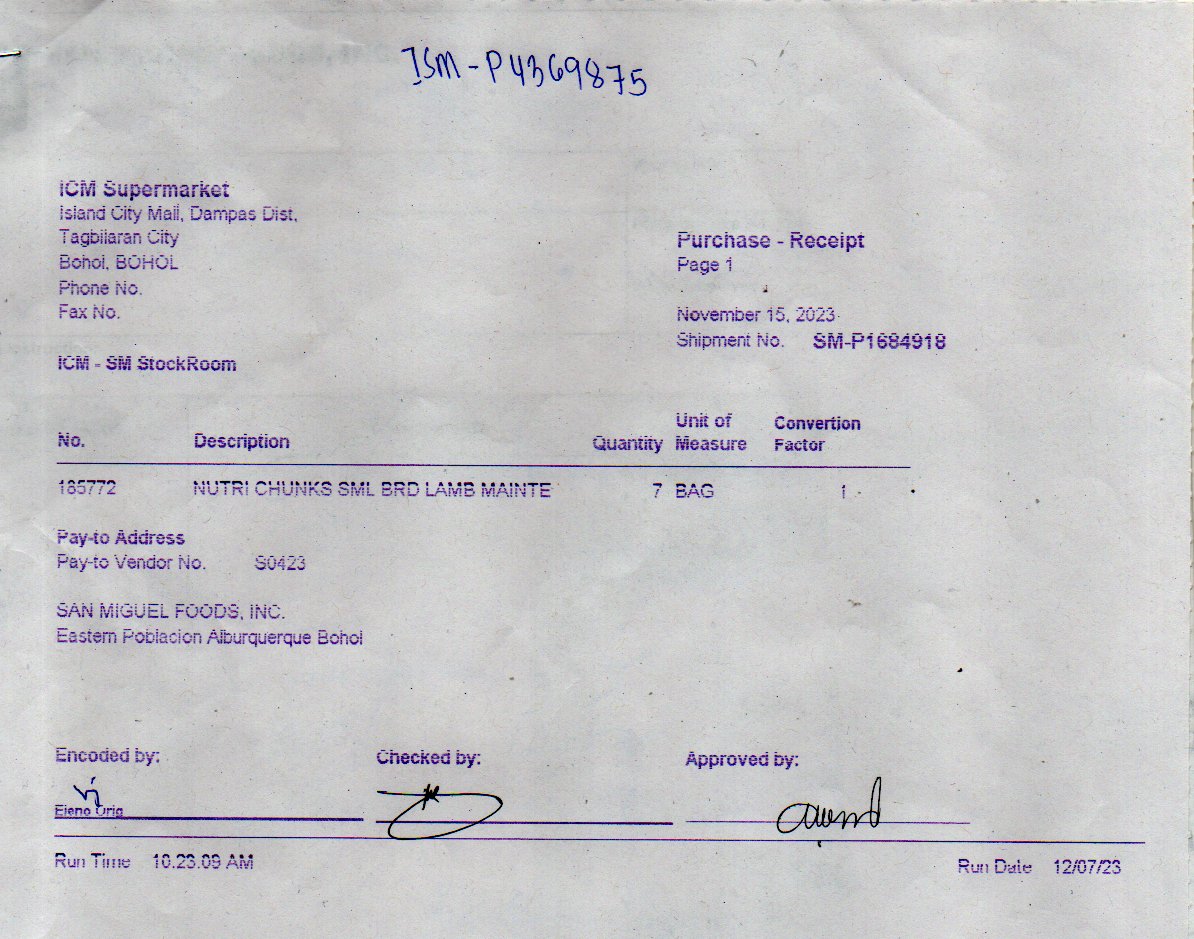 ISM-P4369875
ICM Supermarket
Island City Mall, Dampas Dist,
Tagbilaran City
Bohol, BOHOL
Phone No.
Fax No.
ICM - SM StockRoom
Purchase - Receipt
Page 1
November 15, 2023
Shipment No. SM-P1684918
No. Description Quantity Unit of Measure Convertion Factor
185772 NUTRI CHUNKS SML BRD LAMB MAINTE 7 BAG 1
Pay-to Address
Pay-to Vendor No. S0423
SAN MIGUEL FOODS, INC.
Eastern Poblacion Alburquerque Bohol
Encoded by: Checked by: Approved by:
Run Time 10.23.09 AM Run Date 12/07/23